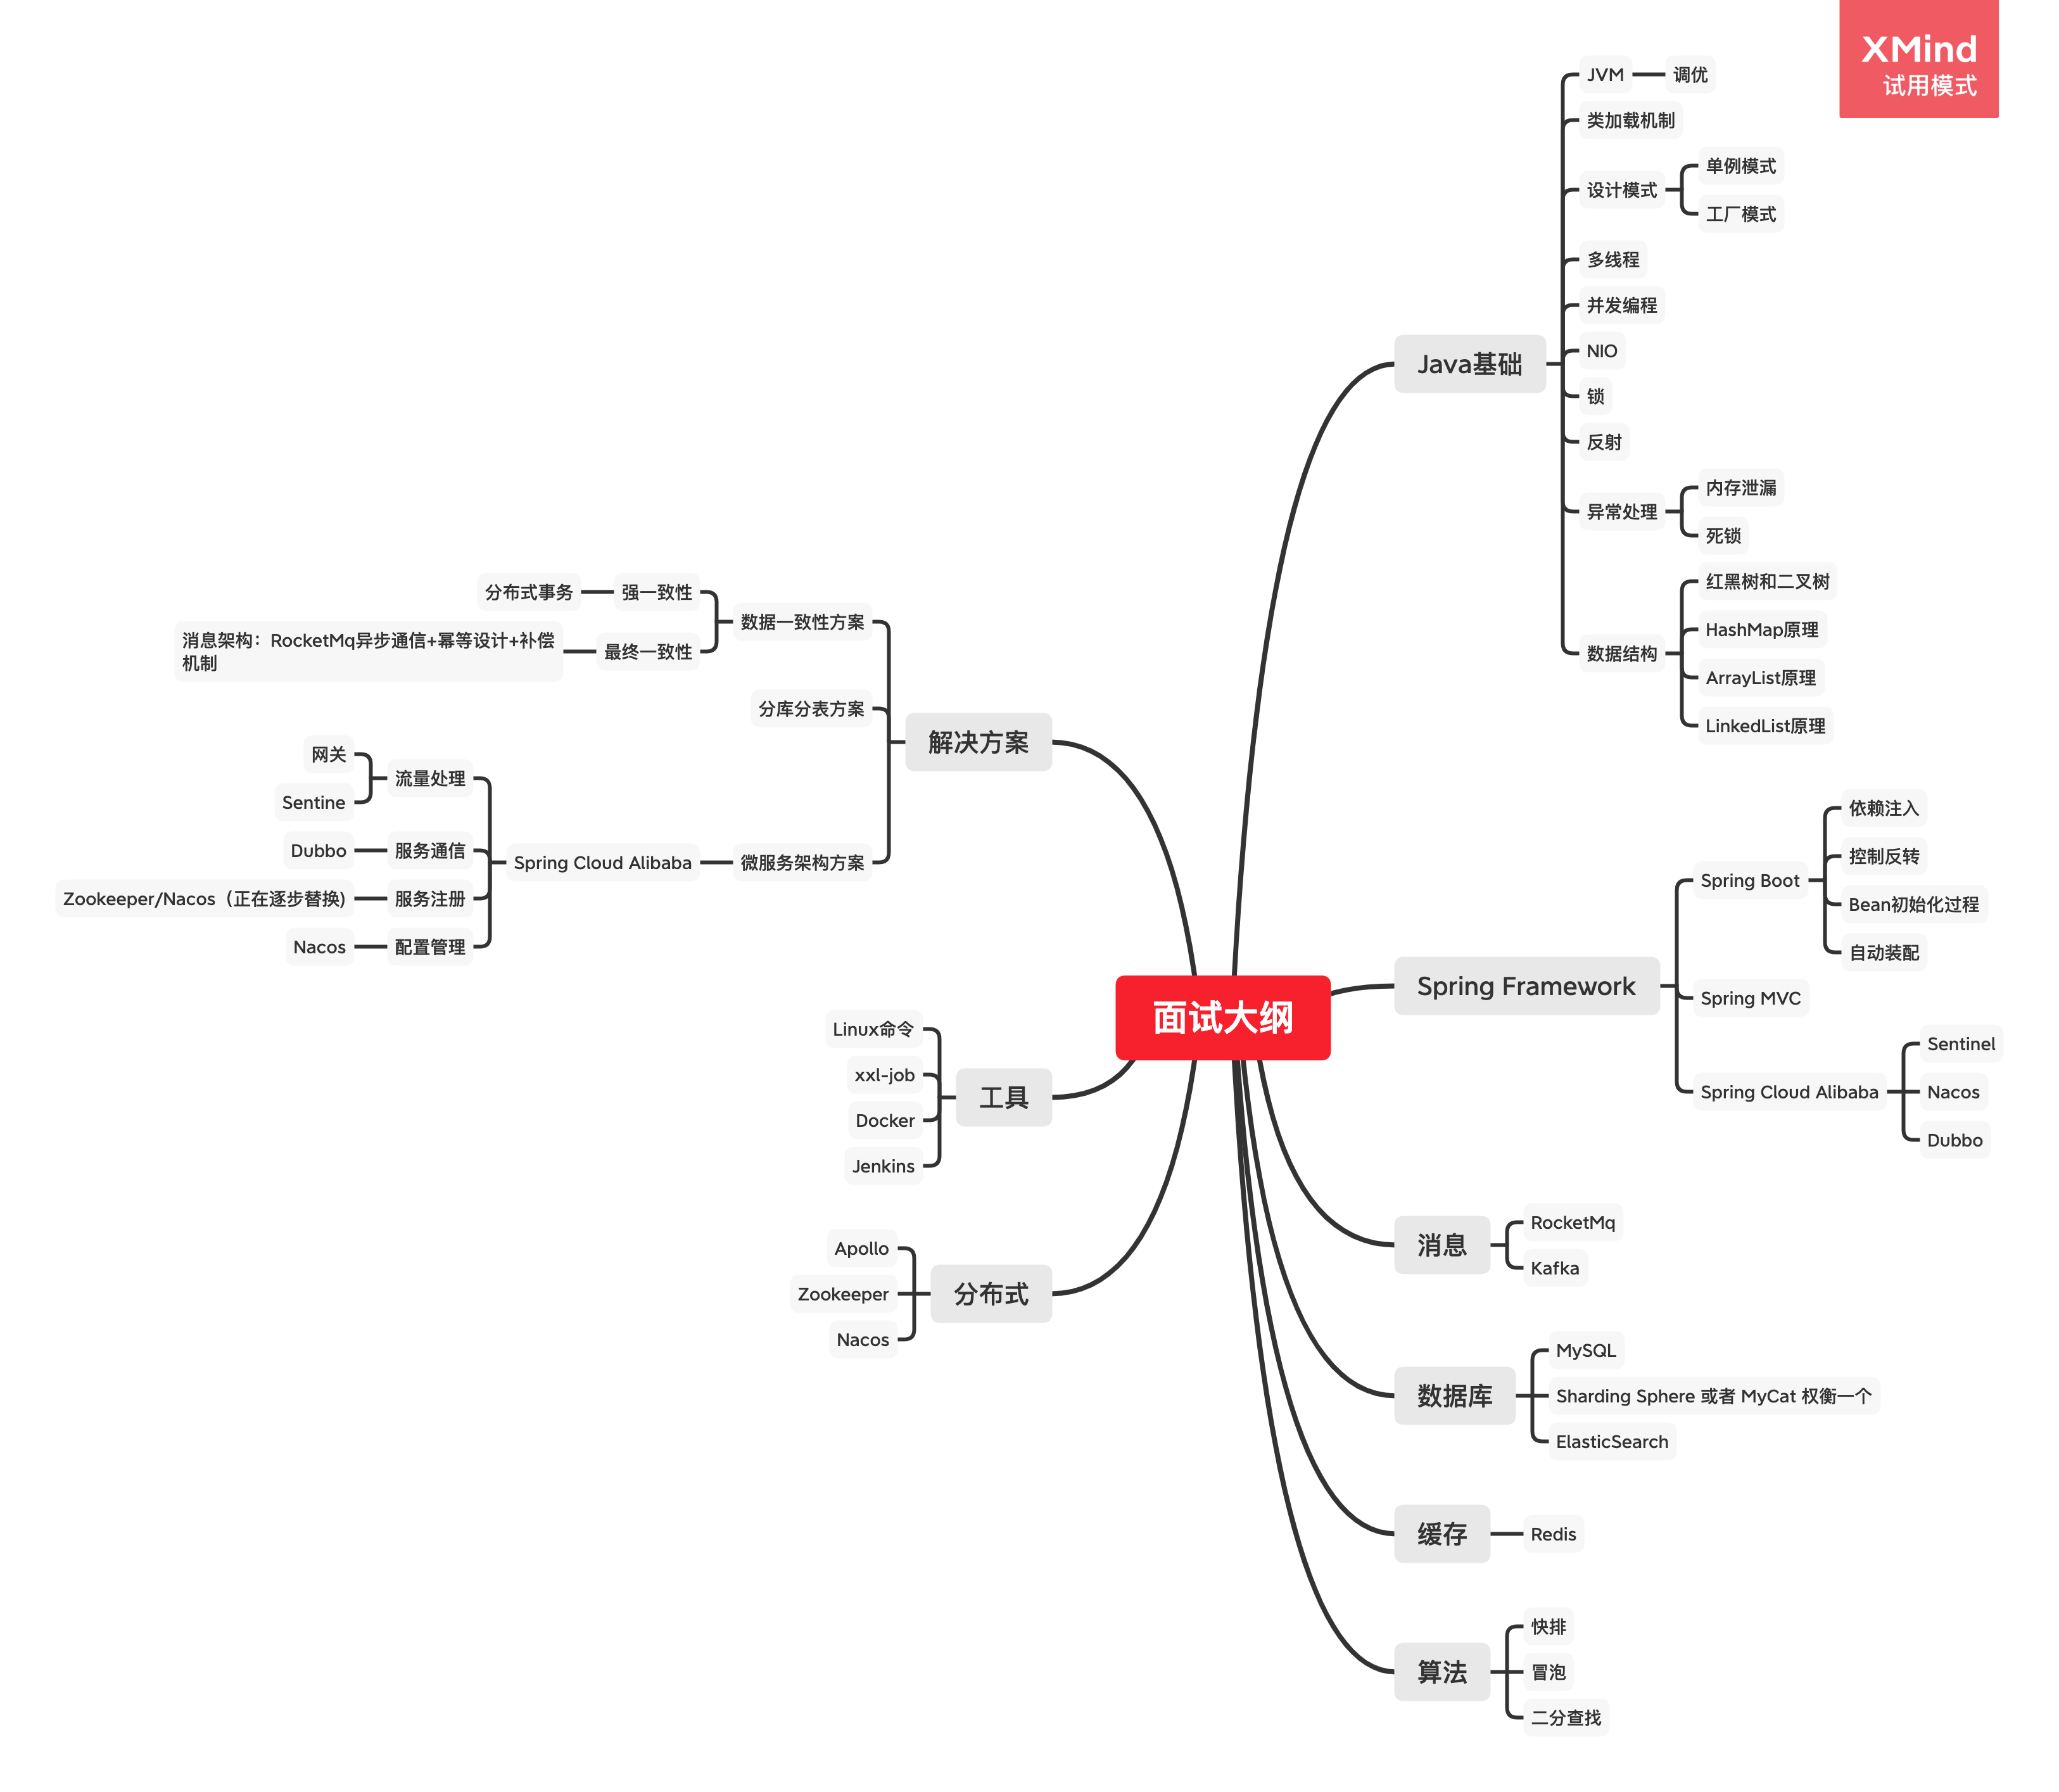 XMind
试用模式
面试大纲
Java基础
JVM
调优
类加载机制
设计模式
单例模式
工厂模式
多线程
并发编程
NIO
锁
反射
异常处理
内存泄漏
死锁
数据结构
红黑树和二叉树
HashMap原理
ArrayList原理
LinkedList原理
Spring Framework
Spring Boot
依赖注入
控制反转
Bean初始化过程
自动装配
Spring MVC
Spring Cloud Alibaba
Sentinel
Nacos
Dubbo
消息
RocketMq
Kafka
数据库
MySQL
Sharding Sphere 或者 MyCat 权衡一个
ElasticSearch
缓存
Redis
算法
快排
冒泡
二分查找
解决方案
数据一致性方案
强一致性
分布式事务
最终一致性
消息架构：RocketMq异步通信+幂等设计+补偿
机制
分库分表方案
微服务架构方案
Spring Cloud Alibaba
流量处理
网关
Sentine
服务通信
Dubbo
服务注册
Zookeeper/Nacos（正在逐步替换)
配置管理
Nacos
工具
Linux命令
xxl-job
Docker
Jenkins
分布式
Apollo
Zookeeper
Nacos